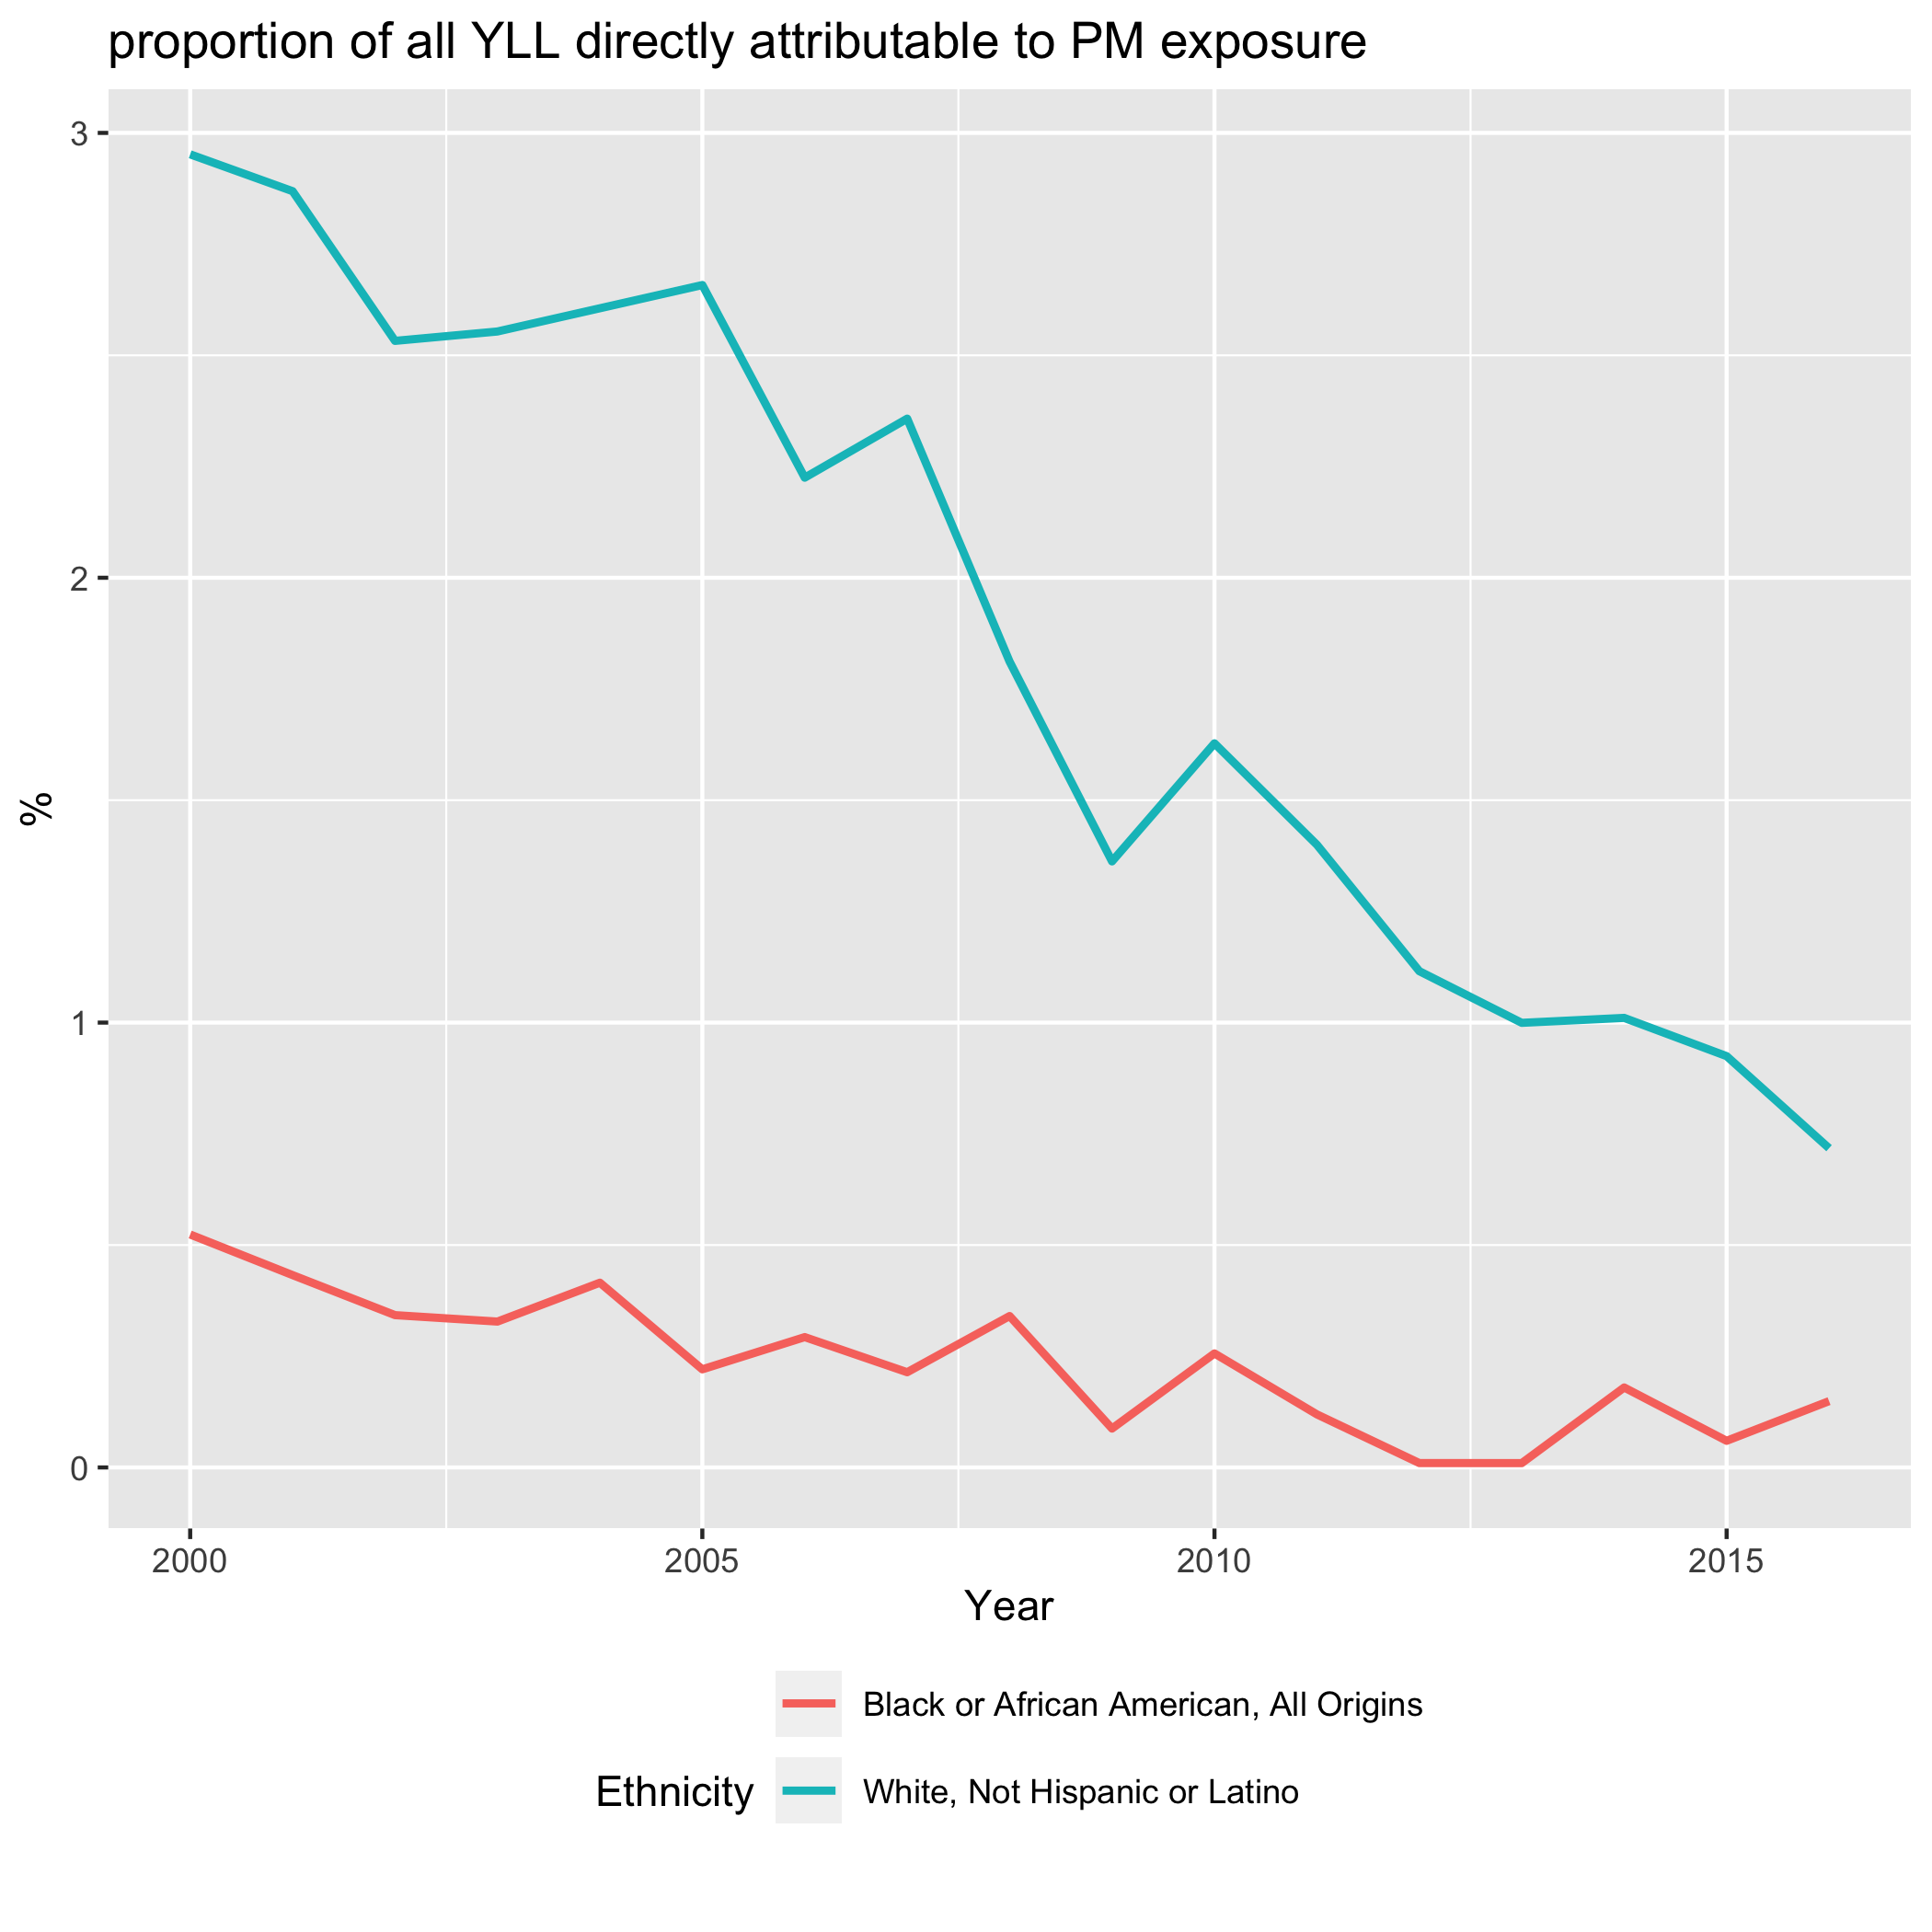 proportion of all YLL directly attributable to PM exposure
3
2
1
0
%
2000 2005 2010 2015
Year
Ethnicity
Black or African American, All Origins
White, Not Hispanic or Latino